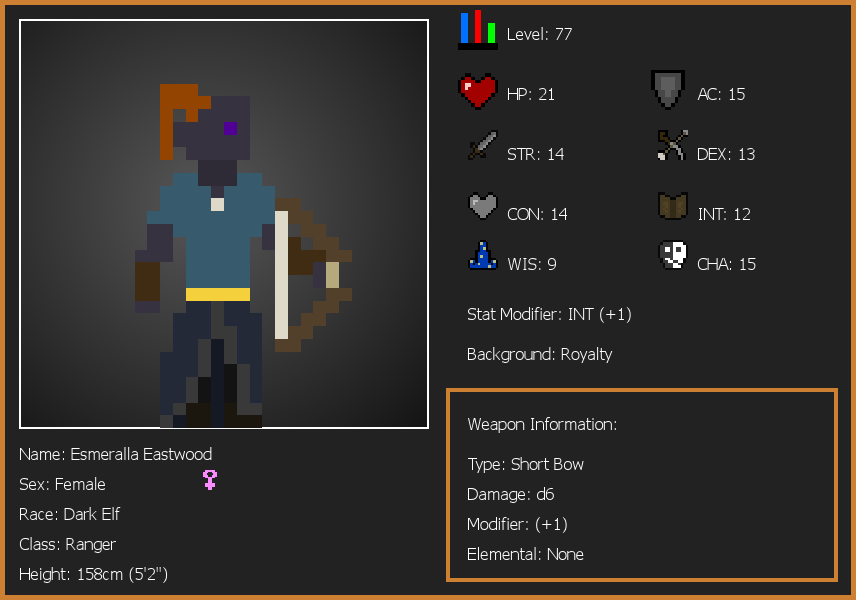 Level: 77
HP: 21
AC: 15
STR: 14
DEX: 13
CON: 14
INT: 12
WIS: 9
CHA: 15
Stat Modifier: INT (+1)
Background: Royalty
Weapon Information:
Type: Short Bow
Damage: d6
Modifier: (+1)
Elemental: None
Name: Esmeralla Eastwood
Sex: Female
Race: Dark Elf
Class: Ranger
Height: 158cm (5'2")